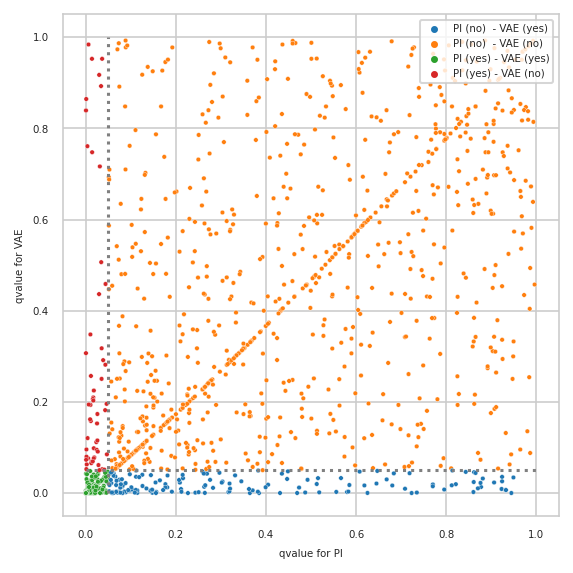 PI (no)  - VAE (yes)
PI (no)  - VAE (no)
PI (yes) - VAE (yes)
PI (yes) - VAE (no)
1.0
0.8
0.6
0.4
0.2
0.0
qvalue for VAE
0.0 0.2 0.4 0.6 0.8 1.0
qvalue for PI